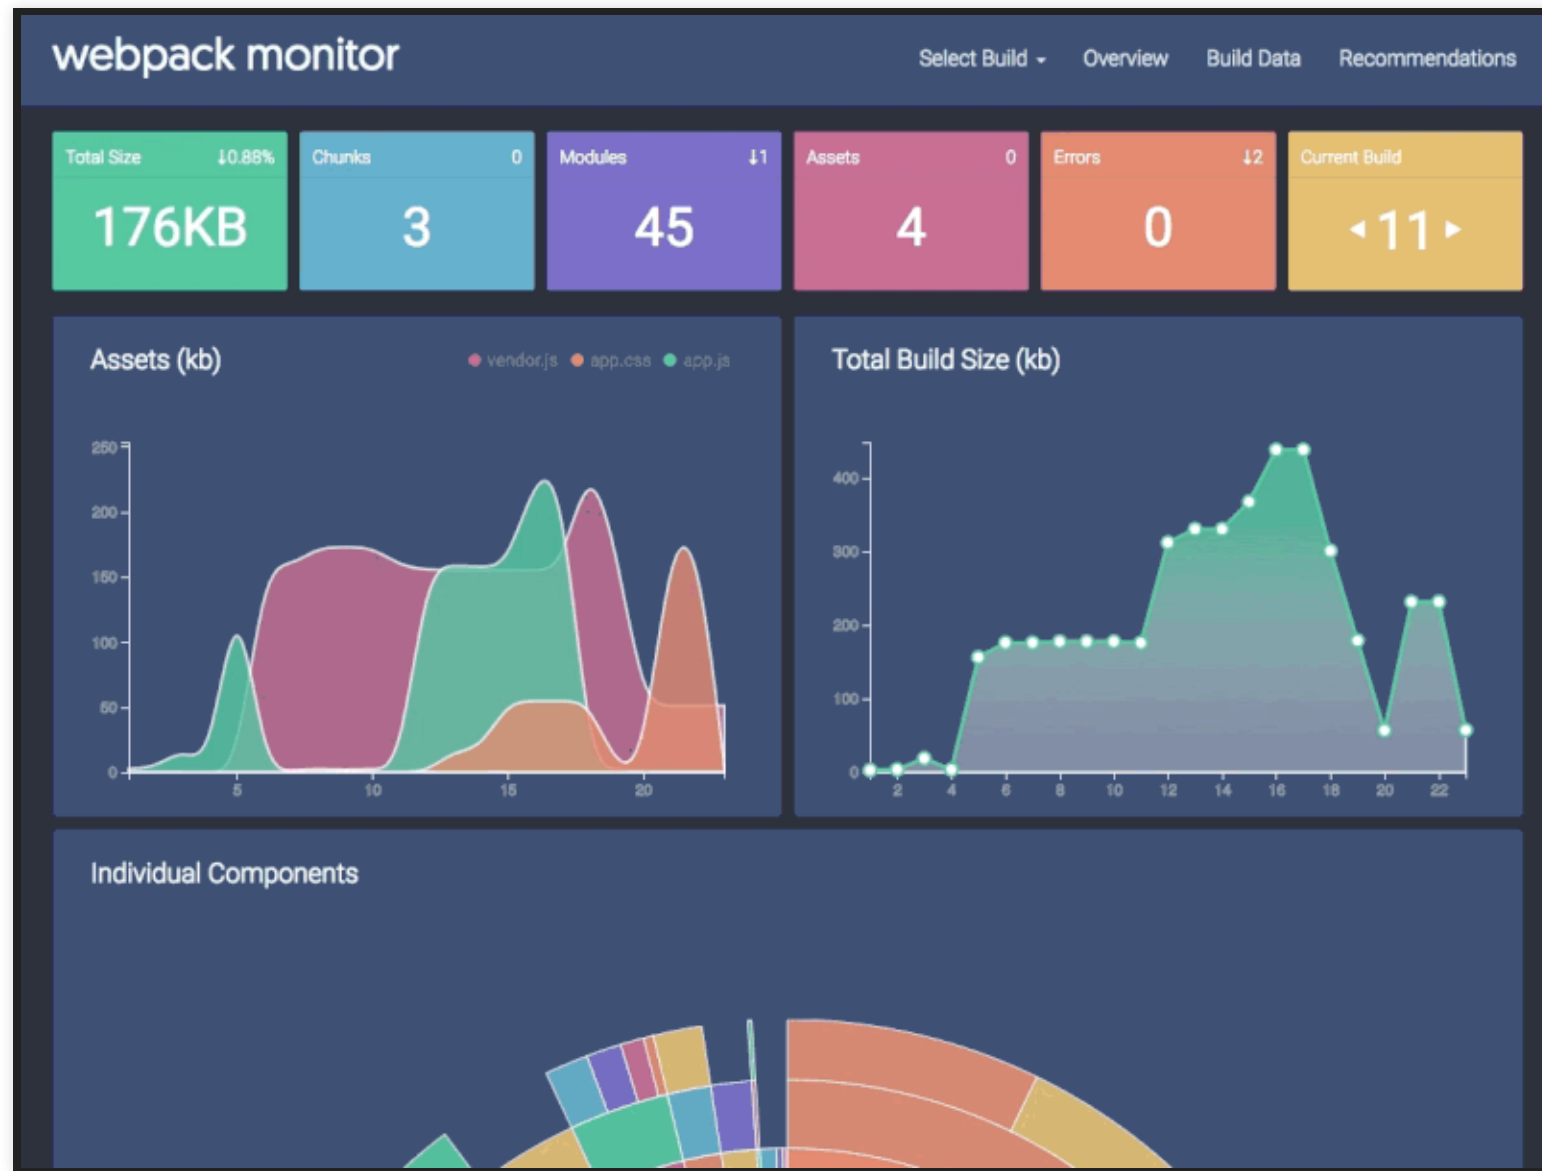 webpack monitor
Select Build Overview Build Data Recommendations
Total Size ↓0.88%
176KB
Chunks 0
3
Modules ↓1
45
Assets 0
4
Errors ↓2
0
Current Build
◀ 11 ▶
Assets (kb)
vendor.js app.css app.js
250
200
150
100
50
0
5 10 15 20
Total Build Size (kb)
400
300
200
100
0
2 4 6 8 10 12 14 16 18 20 22
Individual Components